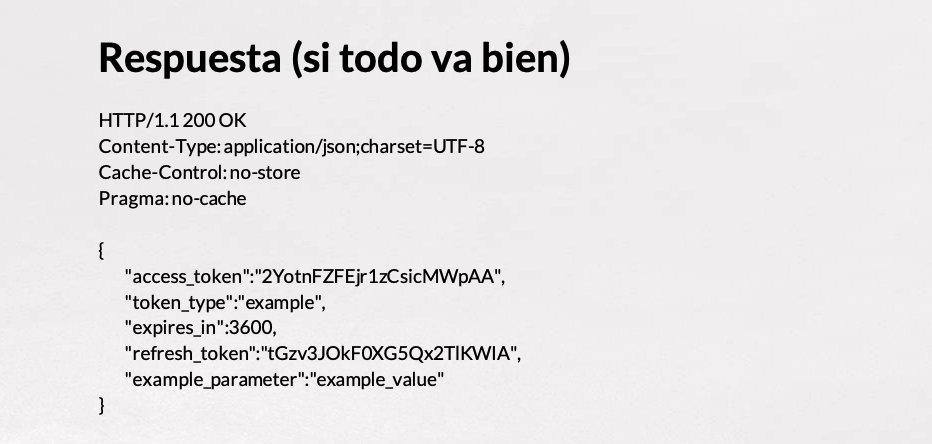 Respuesta (si todo va bien)
HTTP/1.1 200 OK
Content-Type: application/json;charset=UTF-8
Cache-Control: no-store
Pragma: no-cache
{
"access_token":"2YotnFZFEjr1zCsicMWpAA",
"token_type":"example",
"expires_in":3600,
"refresh_token":"tGzv3JOkF0XG5Qx2TlKWIA",
"example_parameter":"example_value"
}